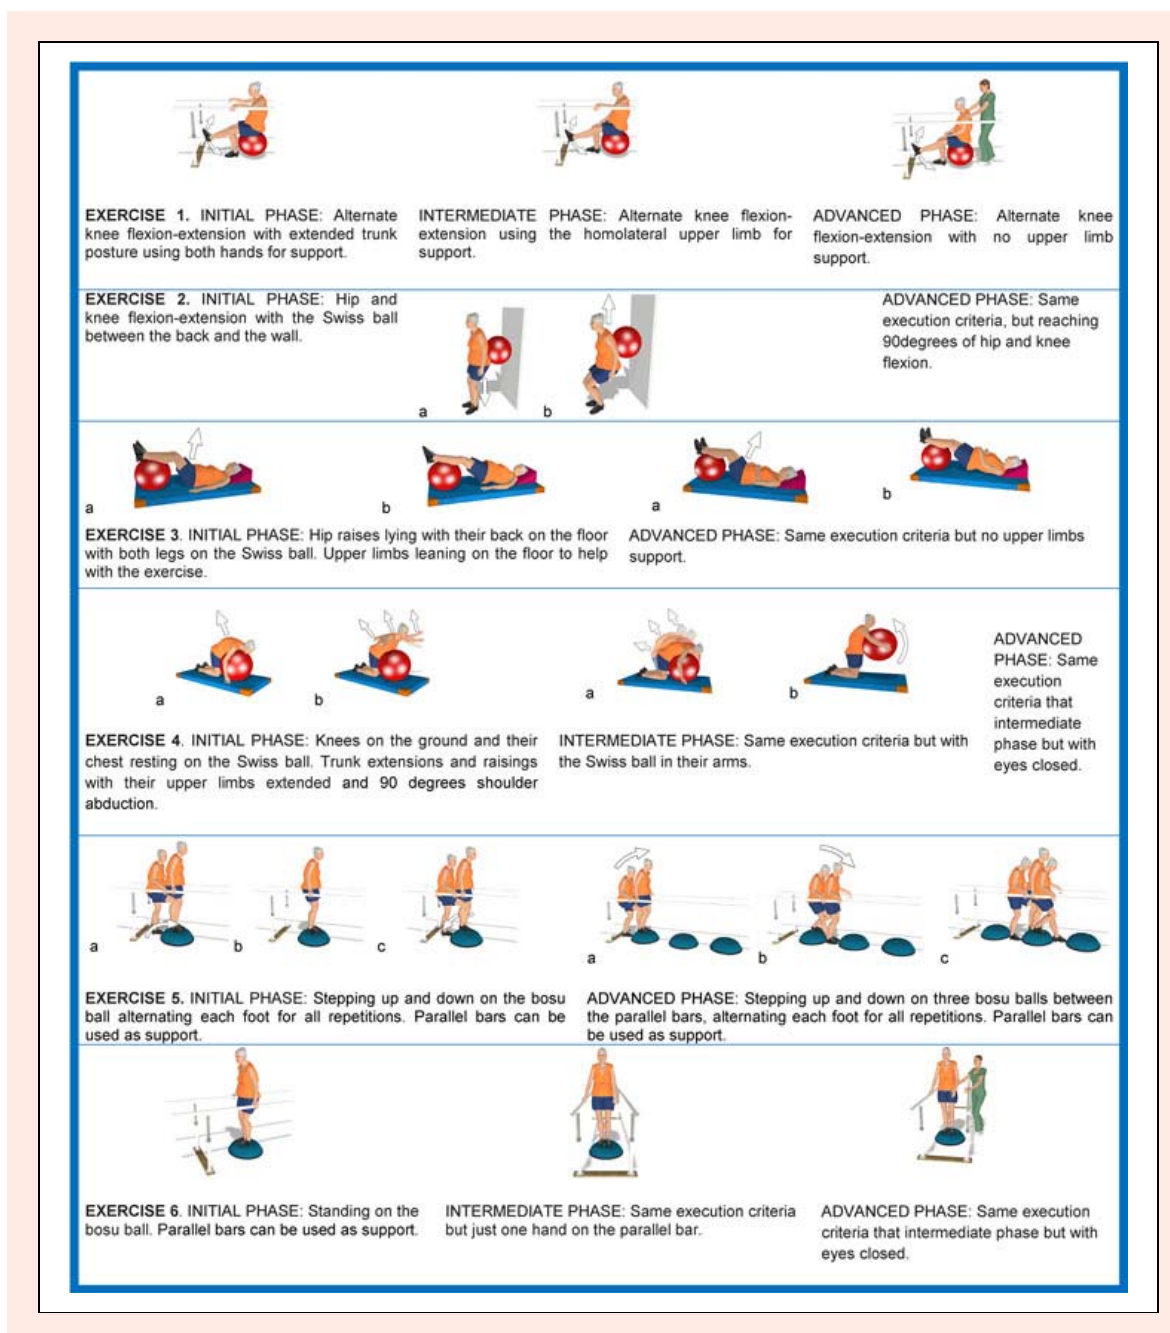 EXERCISE 1. INITIAL PHASE: Alternate
knee flexion-extension with extended trunk
posture using both hands for support.
INTERMEDIATE PHASE: Alternate knee flexion-
extension using the homolateral upper limb for
support.
ADVANCED PHASE: Alternate knee
flexion-extension with no upper limb
support.
EXERCISE 2. INITIAL PHASE: Hip and
knee flexion-extension with the Swiss ball
between the back and the wall.
a
b
ADVANCED PHASE: Same
execution criteria, but reaching
90degrees of hip and knee
flexion.
a
b
a
b
EXERCISE 3. INITIAL PHASE: Hip raises lying with their back on the floor
with both legs on the Swiss ball. Upper limbs leaning on the floor to help
with the exercise.
ADVANCED PHASE: Same execution criteria but no upper limbs
support.
a
b
a
b
EXERCISE 4. INITIAL PHASE: Knees on the ground and their
chest resting on the Swiss ball. Trunk extensions and raisings
with their upper limbs extended and 90 degrees shoulder
abduction.
INTERMEDIATE PHASE: Same execution criteria but with
the Swiss ball in their arms.
ADVANCED
PHASE: Same
execution
criteria that
intermediate
phase but with
eyes closed.
a
b
c
a
b
c
EXERCISE 5. INITIAL PHASE: Stepping up and down on the bosu
ball alternating each foot for all repetitions. Parallel bars can be
used as support.
ADVANCED PHASE: Stepping up and down on three bosu balls between
the parallel bars, alternating each foot for all repetitions. Parallel bars can
be used as support.
EXERCISE 6. INITIAL PHASE: Standing on the
bosu ball. Parallel bars can be used as support.
INTERMEDIATE PHASE: Same execution criteria
but just one hand on the parallel bar.
ADVANCED PHASE: Same execution
criteria that intermediate phase but with
eyes closed.